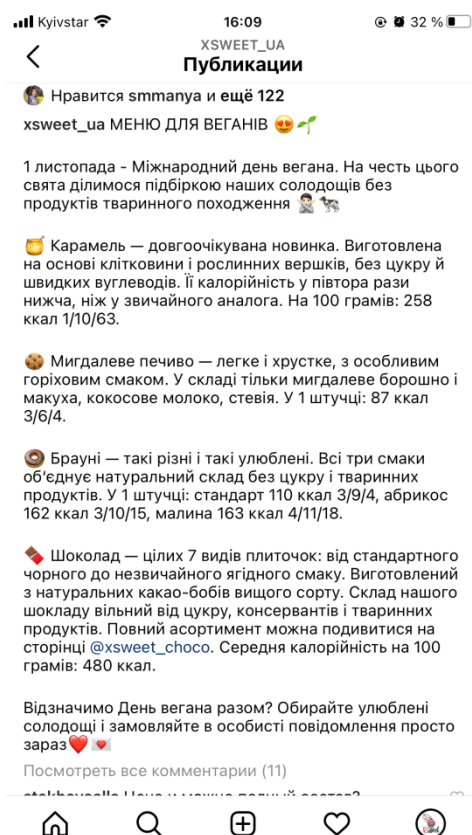 Kyivstar 16:09 32 %
XSWEET_UA
Публикации
Нравится smmanya и ещё 122
xsweet_ua МЕНЮ ДЛЯ ВЕГАНІВ 😍🌱
1 листопада - Міжнародний день вегана. На честь цього
свята ділимося підбіркою наших солодощів без
продуктів тваринного походження 🙅🏻‍♂️🐄
🍯 Карамель — довгоочікувана новинка. Виготовлена
на основі клітковини і рослинних вершків, без цукру й
швидких вуглеводів. Її калорійність у півтора рази
нижча, ніж у звичайного аналога. На 100 грамів: 258
ккал 1/10/63.
🍪 Мигдалеве печиво — легке і хрустке, з особливим
горіховим смаком. У складі тільки мигдалеве борошно і
макуха, кокосове молоко, стевія. У 1 штучці: 87 ккал
3/6/4.
🍩 Брауні — такі різні і такі улюблені. Всі три смаки
об’єднує натуральний склад без цукру і тваринних
продуктів. У 1 штучці: стандарт 110 ккал 3/9/4, абрикос
162 ккал 3/10/15, малина 163 ккал 4/11/18.
🍫 Шоколад — цілих 7 видів плиточок: від стандартного
чорного до незвичайного ягідного смаку. Виготовлений
з натуральних какао-бобів вищого сорту. Склад нашого
шокладу вільний від цукру, консервантів і тваринних
продуктів. Повний асортимент можна подивитися на
сторінці @xsweet_choco. Середня калорійність на 100
грамів: 480 ккал.
Відзначимо День вегана разом? Обирайте улюблені
солодощі і замовляйте в особисті повідомлення просто
зараз❤️💌
Посмотреть все комментарии (11)